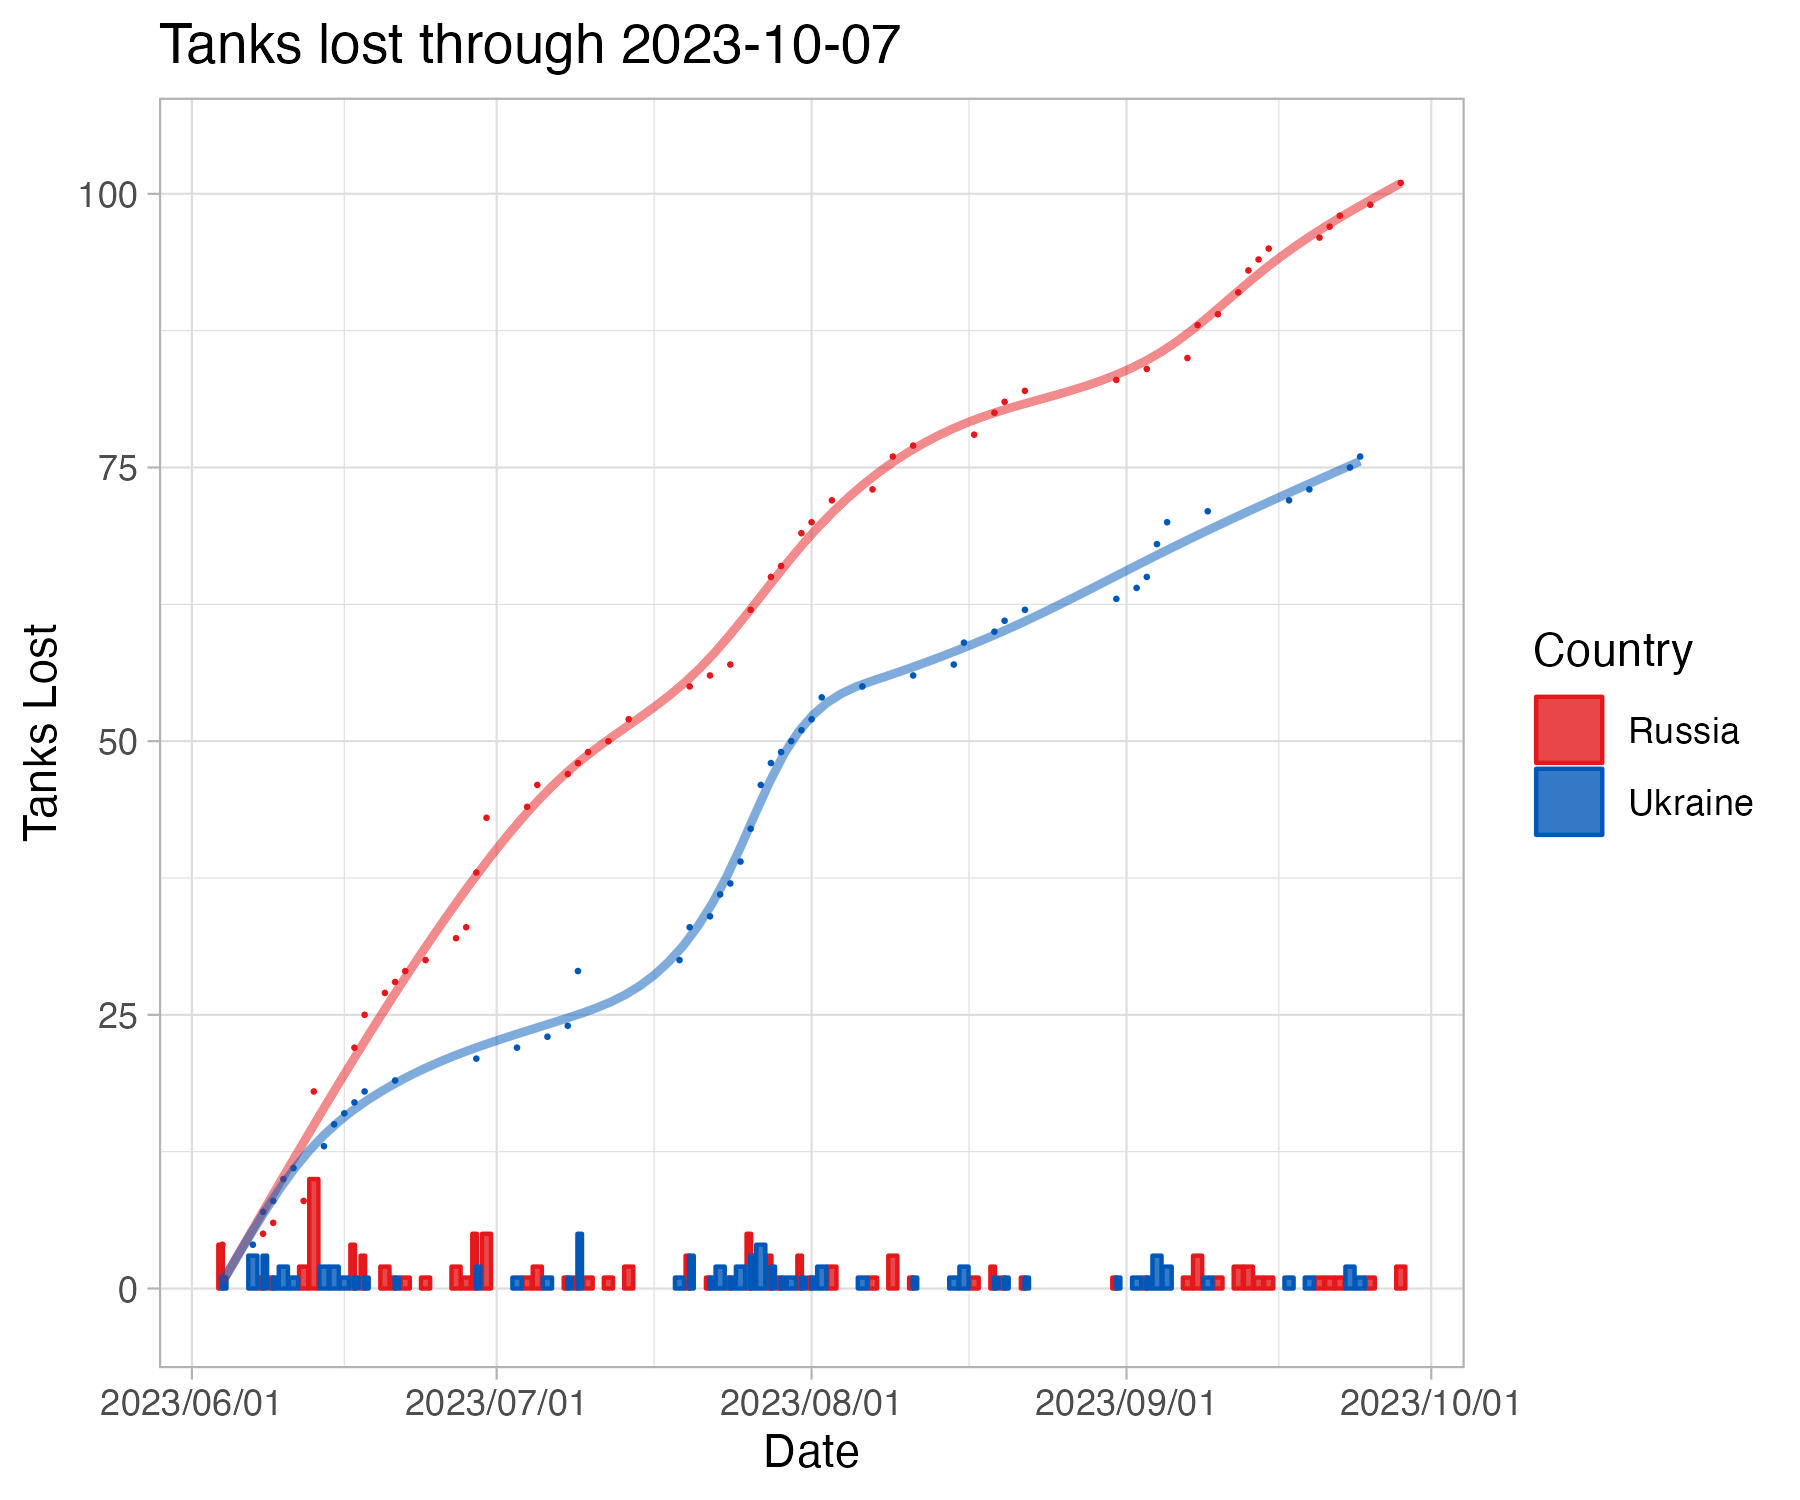 Tanks lost through 2023-10-07
Tanks Lost
100
75
50
25
0
2023/06/01
2023/07/01
2023/08/01
2023/09/01
2023/10/01
Date
Country
Russia
Ukraine